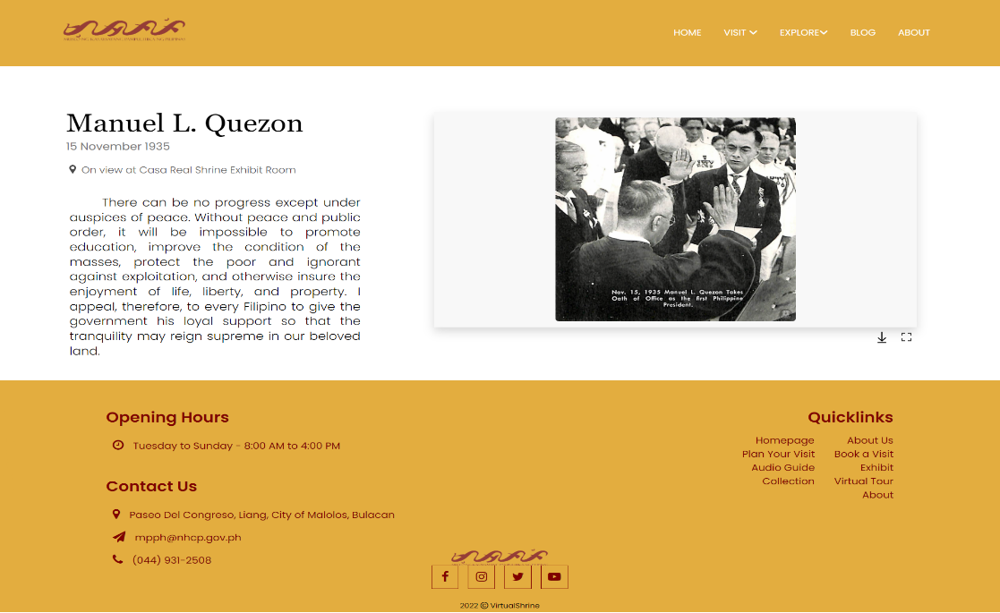 HOME VISIT EXPLORE BLOG ABOUT
Manuel L. Quezon
15 November 1935
On view at Casa Real Shrine Exhibit Room
There can be no progress except under
auspices of peace. Without peace and public
order, it will be impossible to promote
education, improve the condition of the
masses, protect the poor and ignorant
against exploitation, and otherwise insure the
enjoyment of life, liberty, and property. I
appeal, therefore, to every Filipino to give the
government his loyal support so that the
tranquility may reign supreme in our beloved
land.
Nov. 15, 1935 Manuel L. Quezon Takes
Oath of Office as the first Philippine
President.
Opening Hours
Tuesday to Sunday - 8:00 AM to 4:00 PM
Contact Us
Paseo Del Congreso, Liang, City of Malolos, Bulacan
mpph@nhcp.gov.ph
(044) 931-2508
Quicklinks
Homepage
Plan Your Visit
Audio Guide
Collection
About Us
Book a Visit
Exhibit
Virtual Tour
About
2022 © VirtualShrine